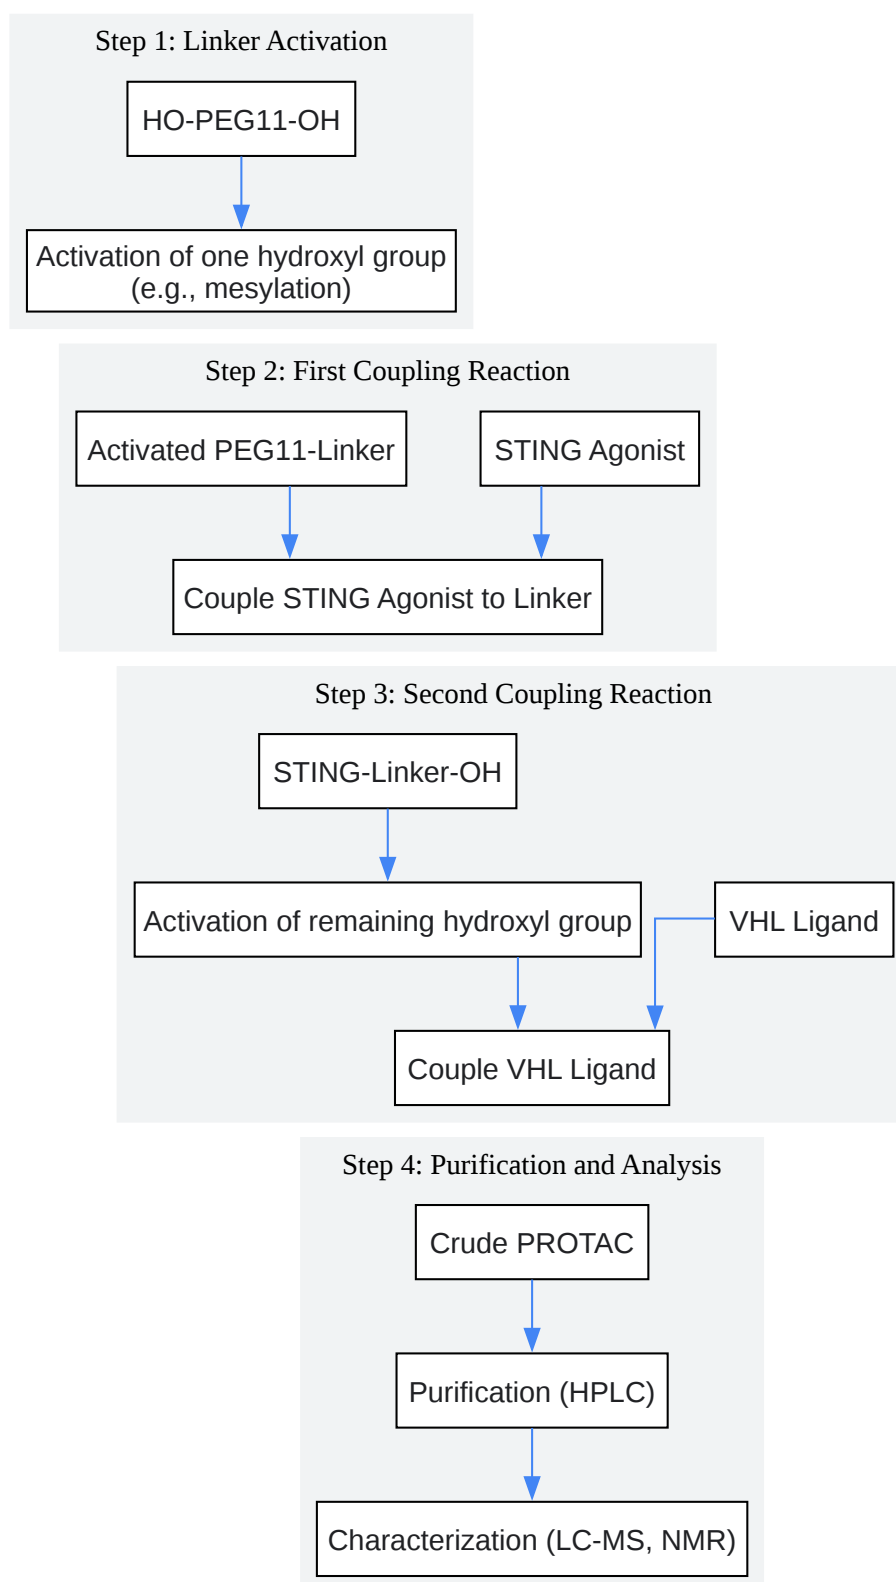 Step 1: Linker Activation
HO-PEG11-OH
Activation of one hydroxyl group
(e.g., mesylation)
Step 2: First Coupling Reaction
Activated PEG11-Linker
STING Agonist
Couple STING Agonist to Linker
Step 3: Second Coupling Reaction
STING-Linker-OH
Activation of remaining hydroxyl group
VHL Ligand
Couple VHL Ligand
Step 4: Purification and Analysis
Crude PROTAC
Purification (HPLC)
Characterization (LC-MS, NMR)